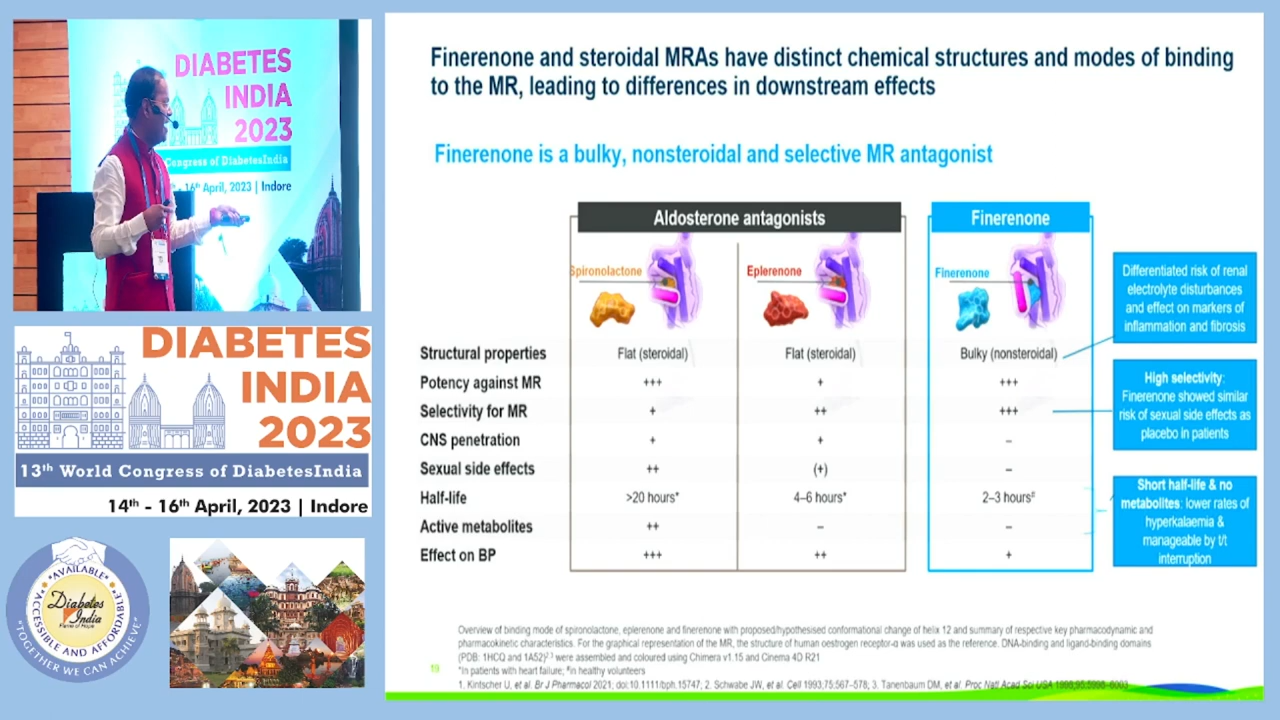 DIABETES
INDIA
2023
Congress of DiabetesIndia
16th April, 2023 | Indore
DIABETES
INDIA
2023
13th World Congress of DiabetesIndia
14th - 16th April, 2023 | Indore
"AVAILABLE"
"ACCESSIBLE AND AFFORDABLE"
Diabetes
India
"TOGETHER WE CAN ACHIEVE"
Finerenone and steroidal MRAs have distinct chemical structures and modes of binding
to the MR, leading to differences in downstream effects
Finerenone is a bulky, nonsteroidal and selective MR antagonist
Aldosterone antagonists Finerenone
Spironolactone Eplerenone Finerenone
Structural properties Flat (steroidal) Flat (steroidal) Bulky (nonsteroidal)
Potency against MR +++ + +++
Selectivity for MR + ++ +++
CNS penetration + + –
Sexual side effects ++ (+) –
Half-life >20 hours* 4–6 hours* 2–3 hours#
Active metabolites ++ – –
Effect on BP +++ ++ +
Differentiated risk of renal
electrolyte disturbances
and effect on markers of
inflammation and fibrosis
High selectivity:
Finerenone showed similar
risk of sexual side effects as
placebo in patients
Short half-life & no
metabolites: lower rates of
hyperkalaemia &
manageable by t/t
interruption
Overview of binding mode of spironolactone, eplerenone and finerenone with proposed/hypothesised conformational change of helix 12 and summary of respective key pharmacodynamic and
pharmacokinetic characteristics. For the graphical representation of the MR, the structure of human oestrogen receptor-α was used as the reference. DNA-binding and ligand-binding domains
(PDB: 1HCQ and 1A52)2,3 were assembled and coloured using Chimera v1.15 and Cinema 4D R21
19 *In patients with heart failure; #in healthy volunteers
1. Kintscher U, et al. Br J Pharmacol 2021; doi:10.1111/bph.15747; 2. Schwabe JW, et al. Cell 1993;75:567–578; 3. Tanenbaum DM, et al. Proc Natl Acad Sci USA 1998;95:5998–6003